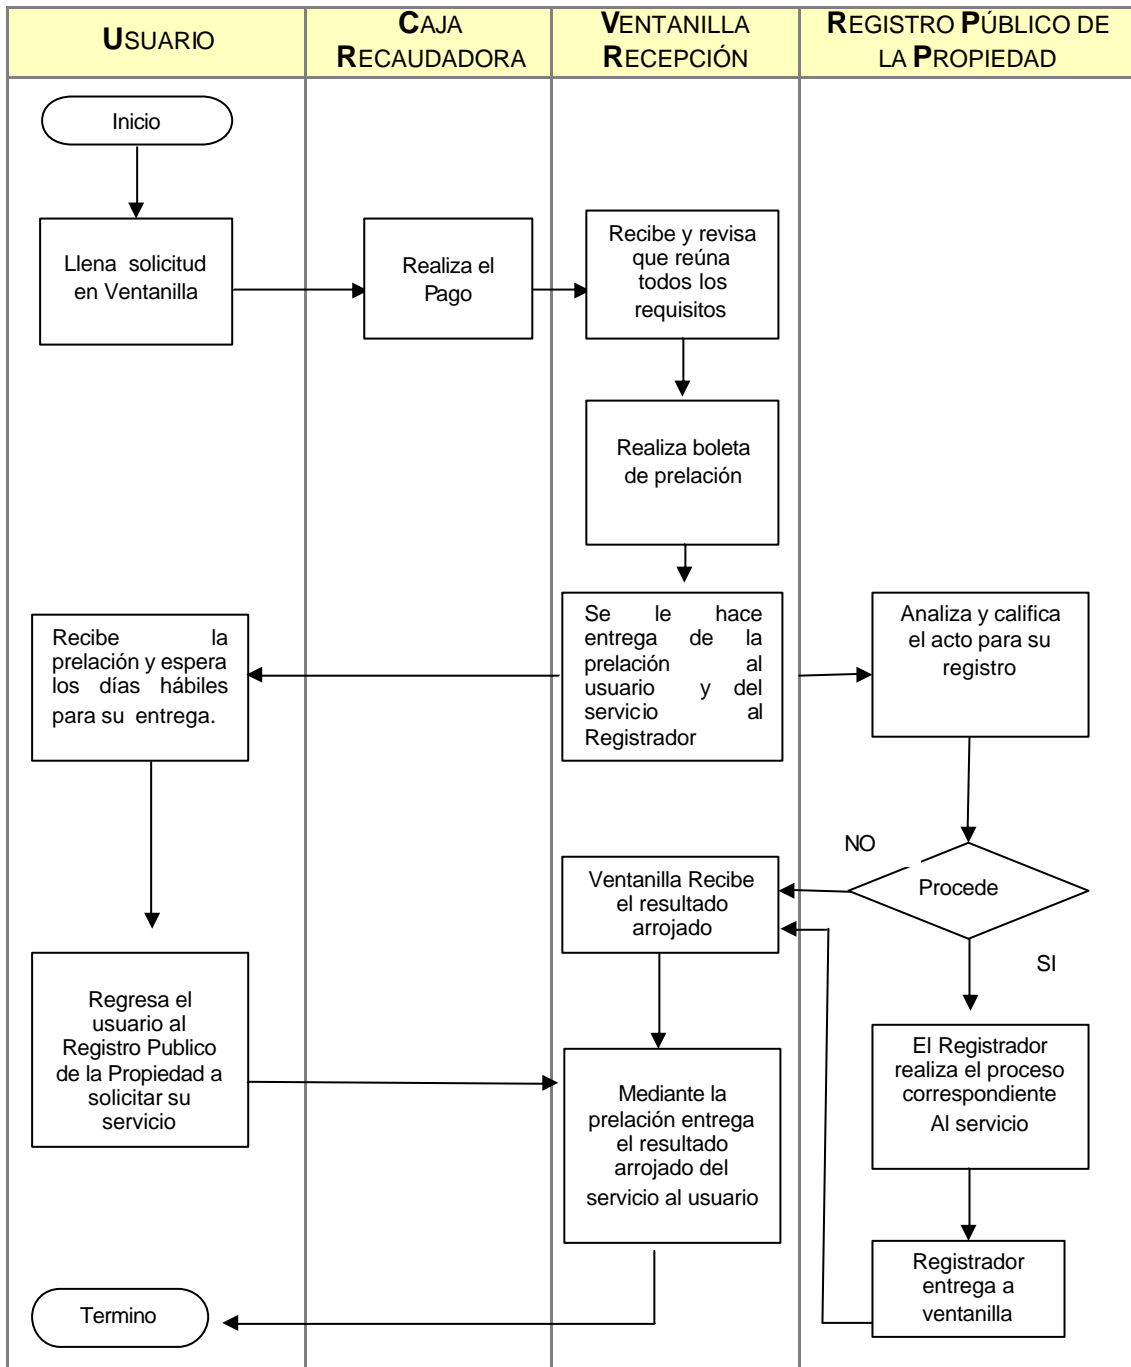 USUARIO
CAJA
RECAUDADORA
VENTANILLA
RECEPCIÓN
REGISTRO PÚBLICO DE
LA PROPIEDAD
Inicio
Llena solicitud
en Ventanilla
Realiza el
Pago
Recibe y revisa
que reúna
todos los
requisitos
Realiza boleta
de prelación
Se le hace
entrega de la
prelación al
usuario y del
servicio al
Registrador
Analiza y califica
el acto para su
registro
Recibe la
prelación y espera
los días hábiles
para su entrega.
NO
Procede
SI
Ventanilla Recibe
el resultado
arrojado
Regresa el
usuario al
Registro Publico
de la Propiedad a
solicitar su
servicio
El Registrador
realiza el proceso
correspondiente
Al servicio
Mediante la
prelación entrega
el resultado
arrojado del
servicio al usuario
Registrador
entrega a
ventanilla
Termino